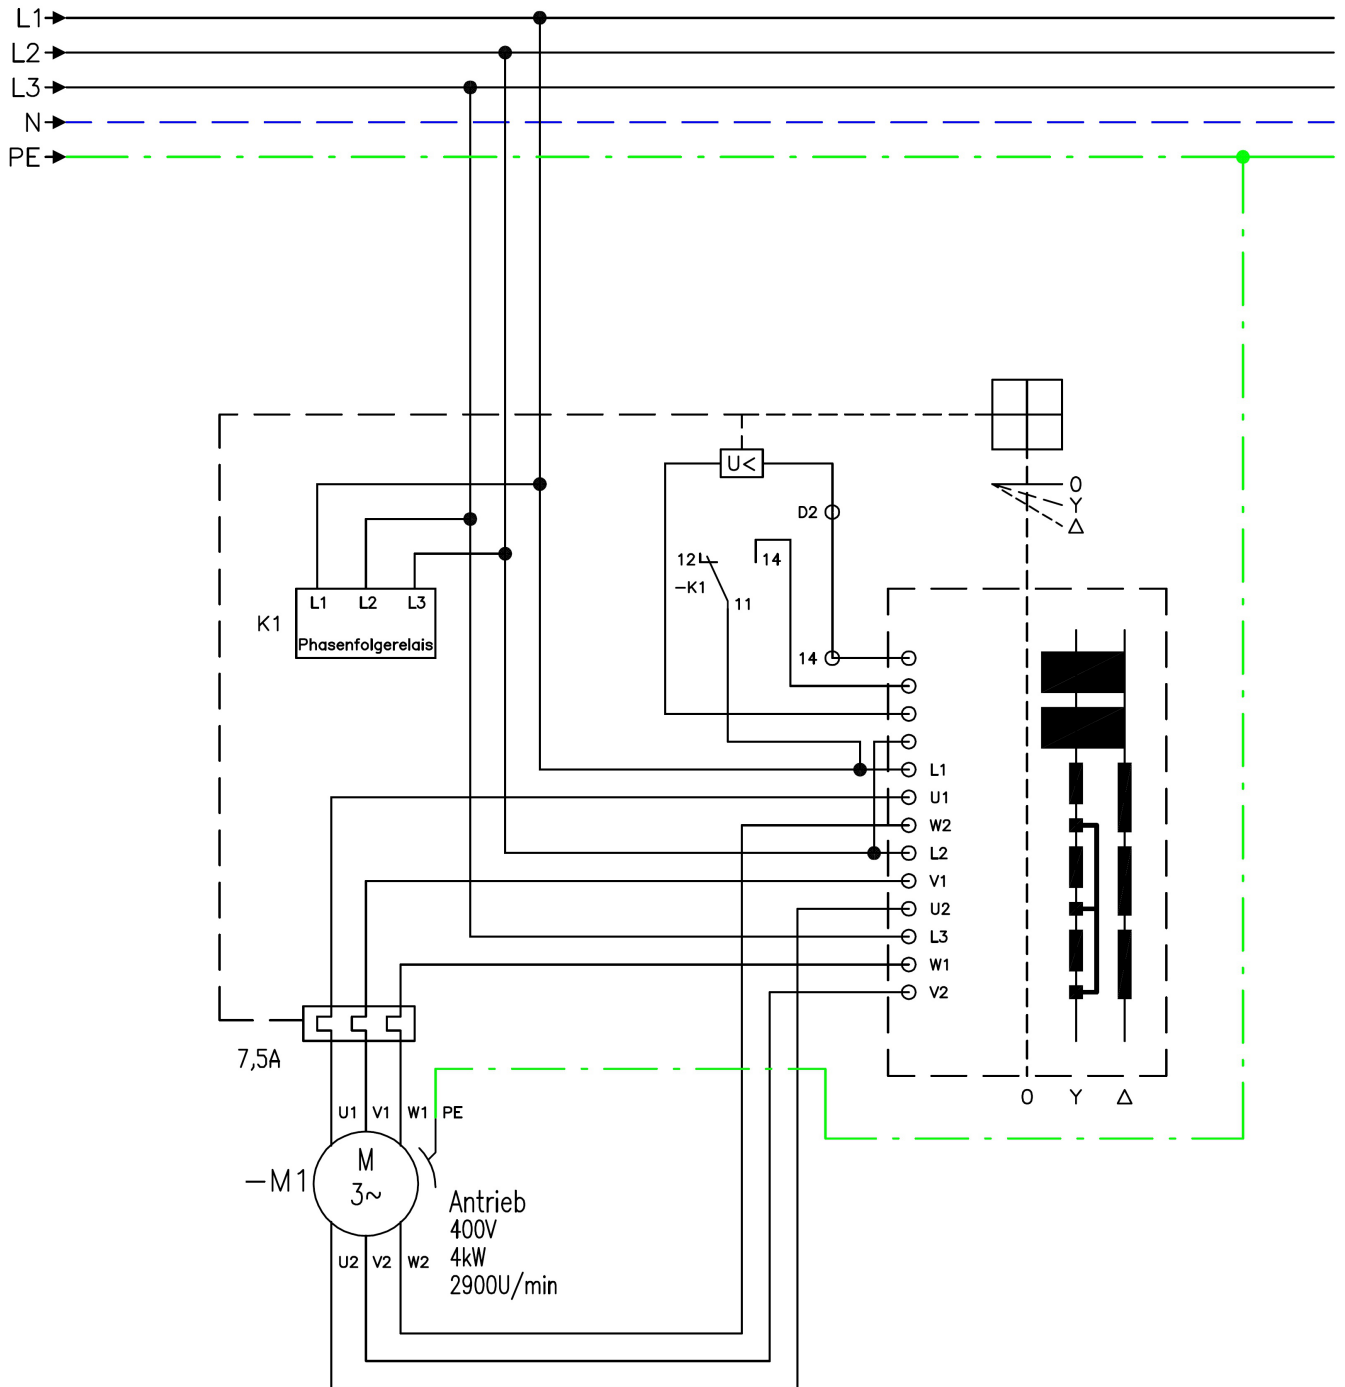 L1
L2
L3
N
PE
U<
0
Y
Δ
D2
12
14
-K1
11
L1 L2 L3
K1
Phasenfolgerelais
14
L1
U1
W2
L2
V1
U2
L3
W1
V2
7,5A
0 Y Δ
U1 V1 W1 PE
M
3~
-M1
Antrieb
400V
4kW
2900U/min
U2 V2 W2